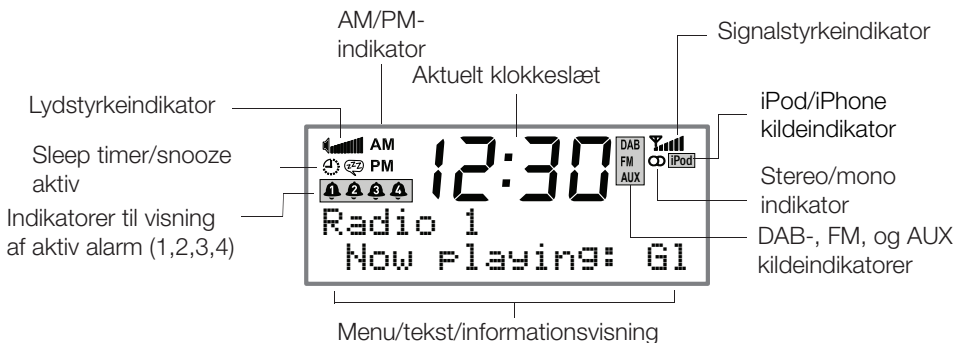 AM/PM-
indikator
Signalstyrkeindikator
Aktuelt klokkeslæt
Lydstyrkeindikator
iPod/iPhone
kildeindikator
Sleep timer/snooze
aktiv
Stereo/mono
indikator
Indikatorer til visning
af aktiv alarm (1,2,3,4)
DAB-, FM, og AUX
kildeindikatorer
AM
PM
12:30
DAB
FM
AUX
iPod
zZZ
1 2 3 4
Radio 1
Now playing: Gl
Menu/tekst/informationsvisning